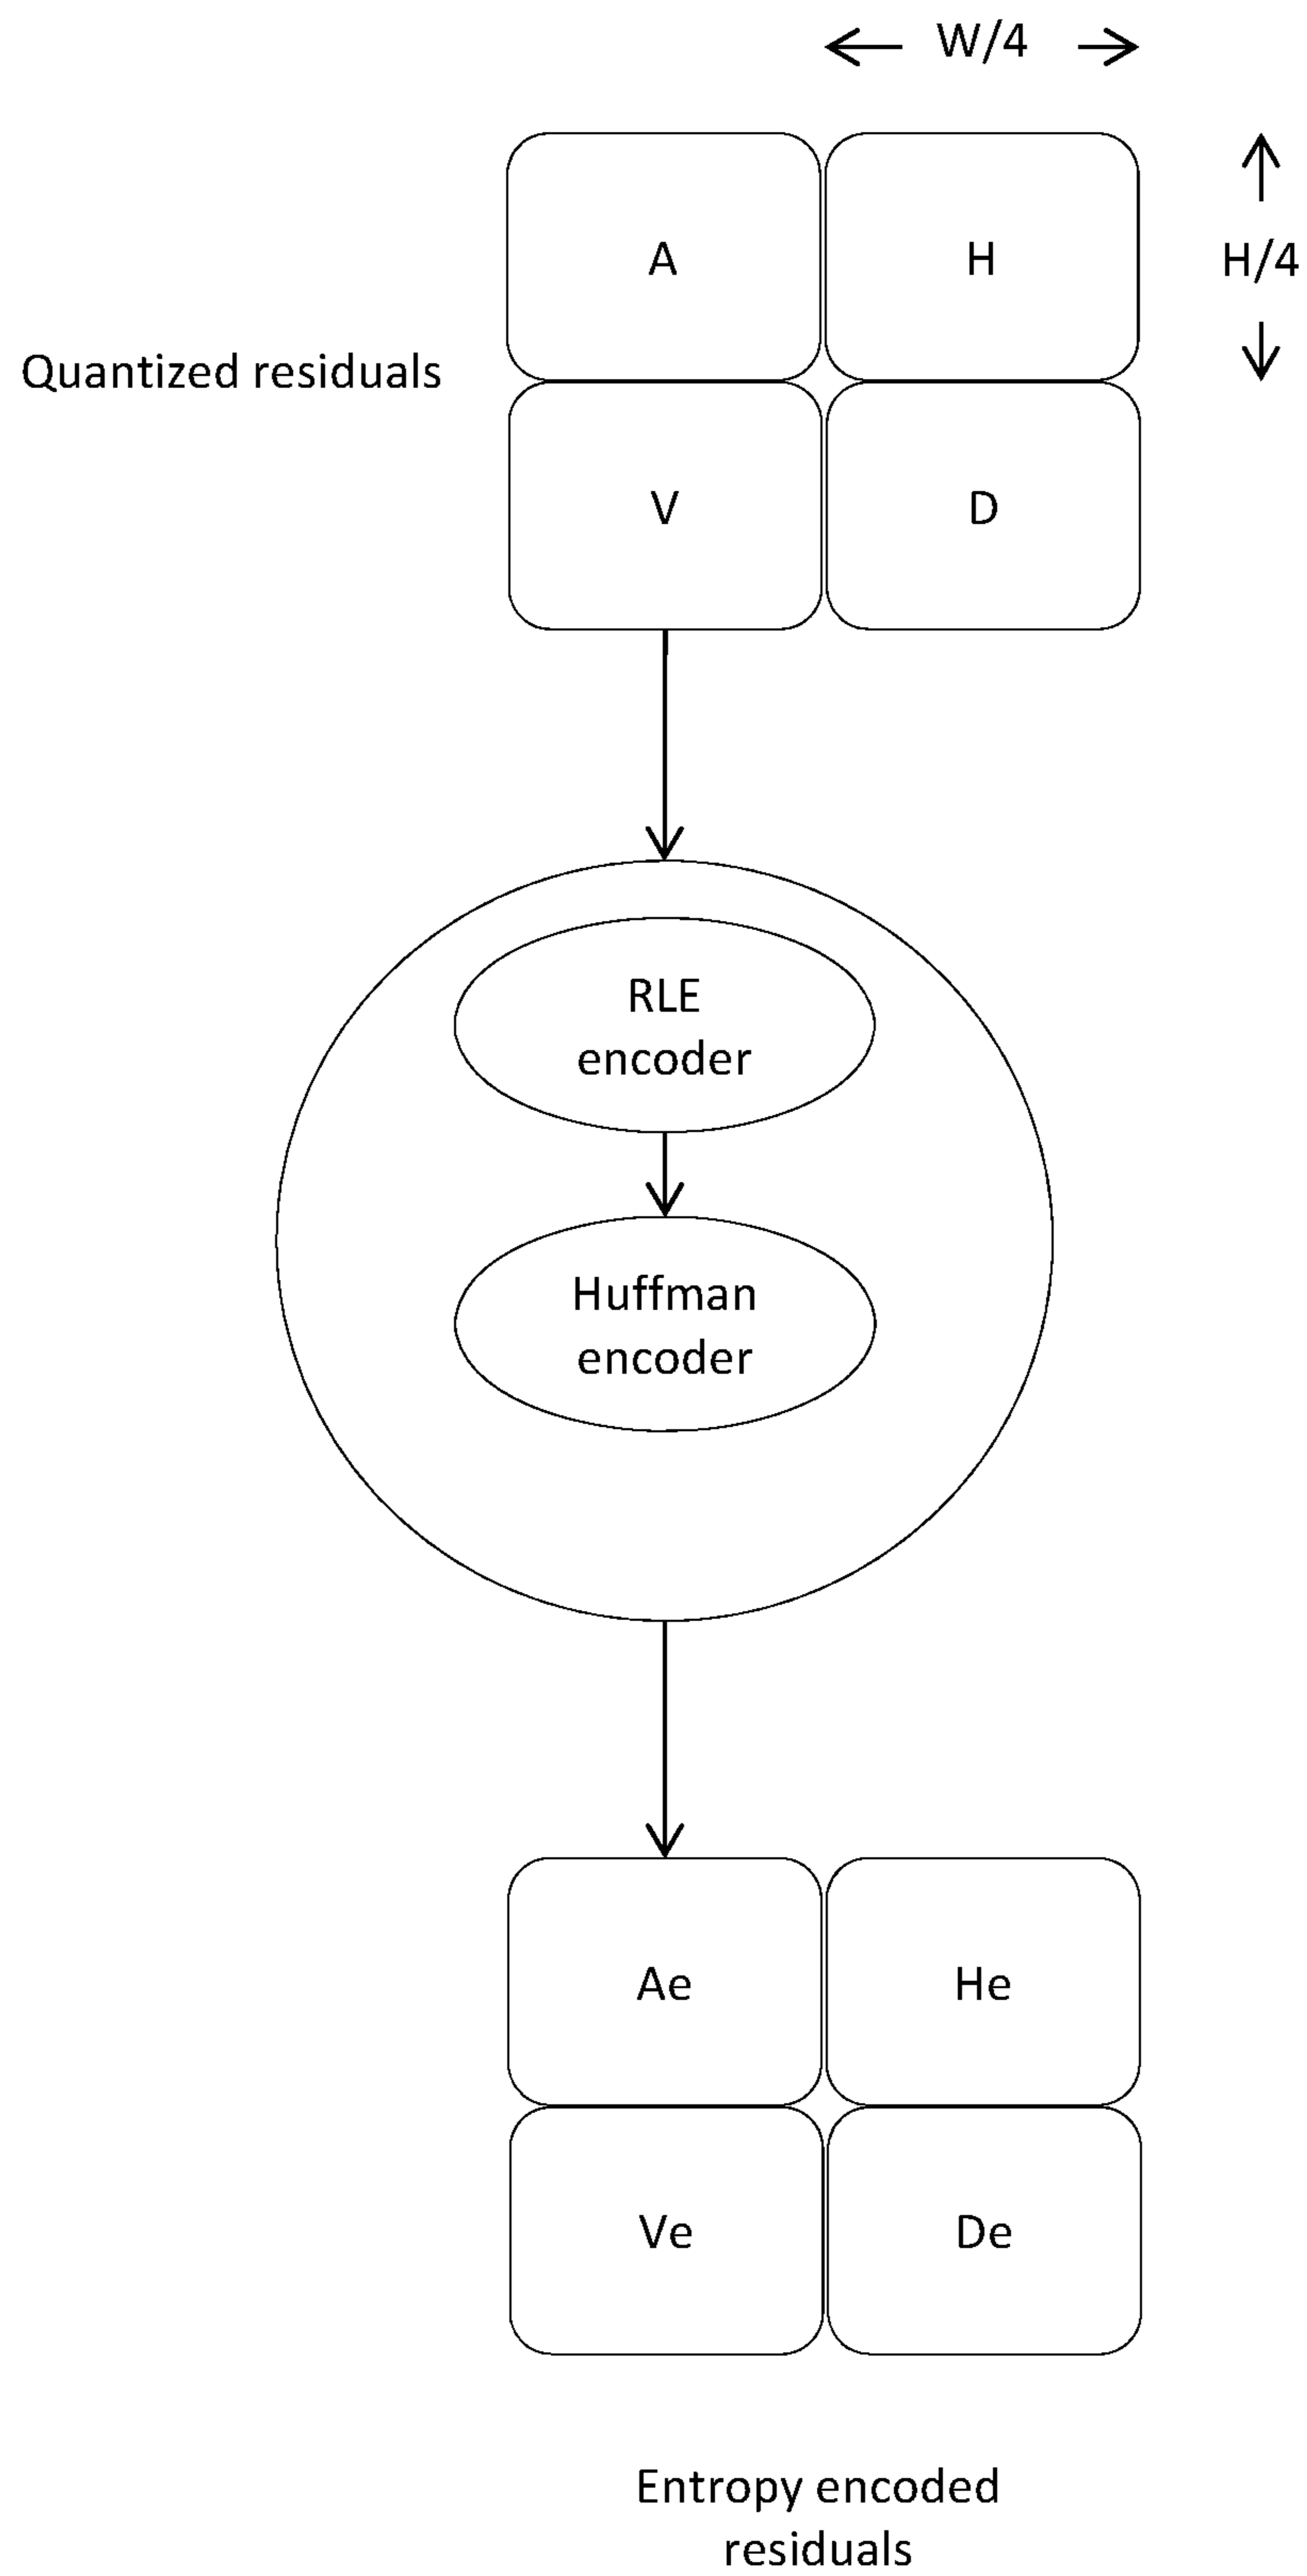 W/4
A
H
H/4
Quantized residuals
V
D
RLE
encoder
Huffman
encoder
Ae
He
Ve
De
Entropy encoded
residuals